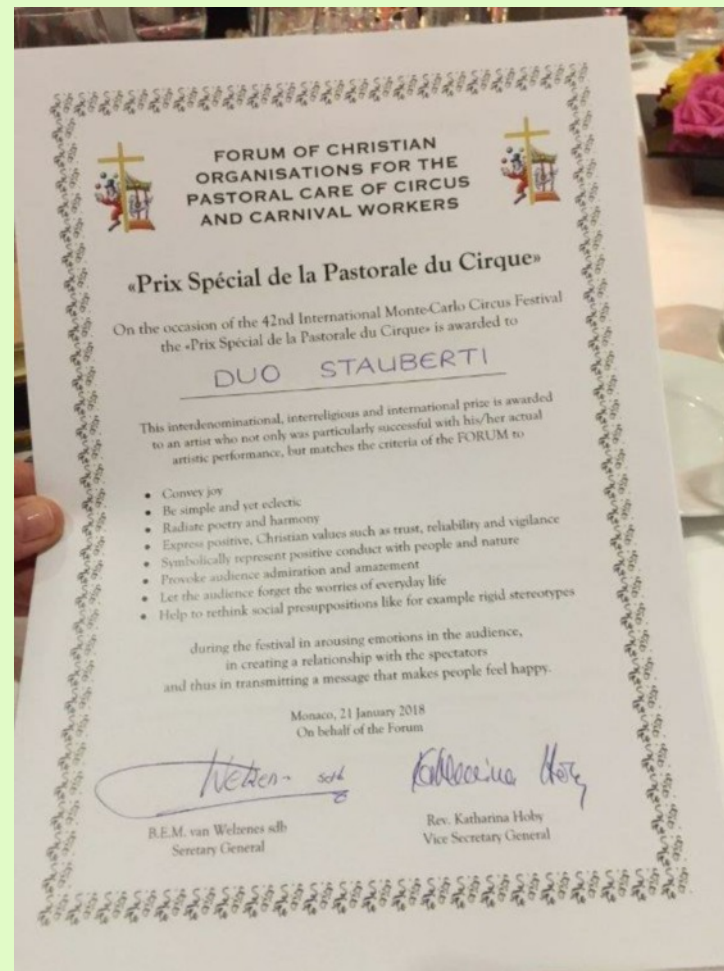 FORUM OF CHRISTIAN
ORGANISATIONS FOR THE
PASTORAL CARE OF CIRCUS
AND CARNIVAL WORKERS
«Prix Spécial de la Pastorale du Cirque»
On the occasion of the 42nd International Monte-Carlo Circus Festival
the «Prix Spécial de la Pastorale du Cirque» is awarded to
DUO STAUBERTI
This interdenominational, interreligious and international prize is awarded
to an artist who not only was particularly successful with his/her actual
artistic performance, but matches the criteria of the FORUM to
• Convey joy
• Be simple and yet eclectic
• Radiate poetry and harmony
• Express positive, Christian values such as trust, reliability and vigilance
• Symbolically represent positive conduct with people and nature
• Provoke audience admiration and amazement
• Let the audience forget the worries of everyday life
• Help to rethink social presuppositions like for example rigid stereotypes
during the festival in arousing emotions in the audience,
in creating a relationship with the spectators
and thus in transmitting a message that makes people feel happy.
Monaco, 21 January 2018
On behalf of the Forum
Katharina Hoby
B.E.M. van Welzenes sdb
Seretary General
Rev. Katharina Hoby
Vice Secretary General